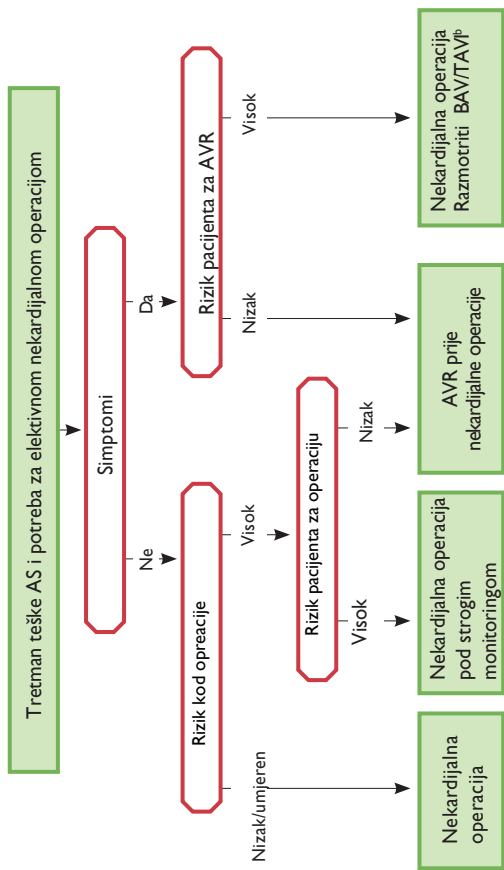 Tretman teške AS i potreba za elektivnom nekardijalnom operacijom
Simptomi
Ne
Da
Rizik kod opreacije
Rizik pacijenta za AVR
Nizak/umjeren
Visok
Nizak
Visok
Rizik pacijenta za operaciju
Visok
Nizak
Nekardijalna
operacija
Nekardijalna operacija
pod strogim
monitoringom
AVR prije
nekardijalne operacije
Nekardijalna operacija
Razmotriti BAV/TAVIb